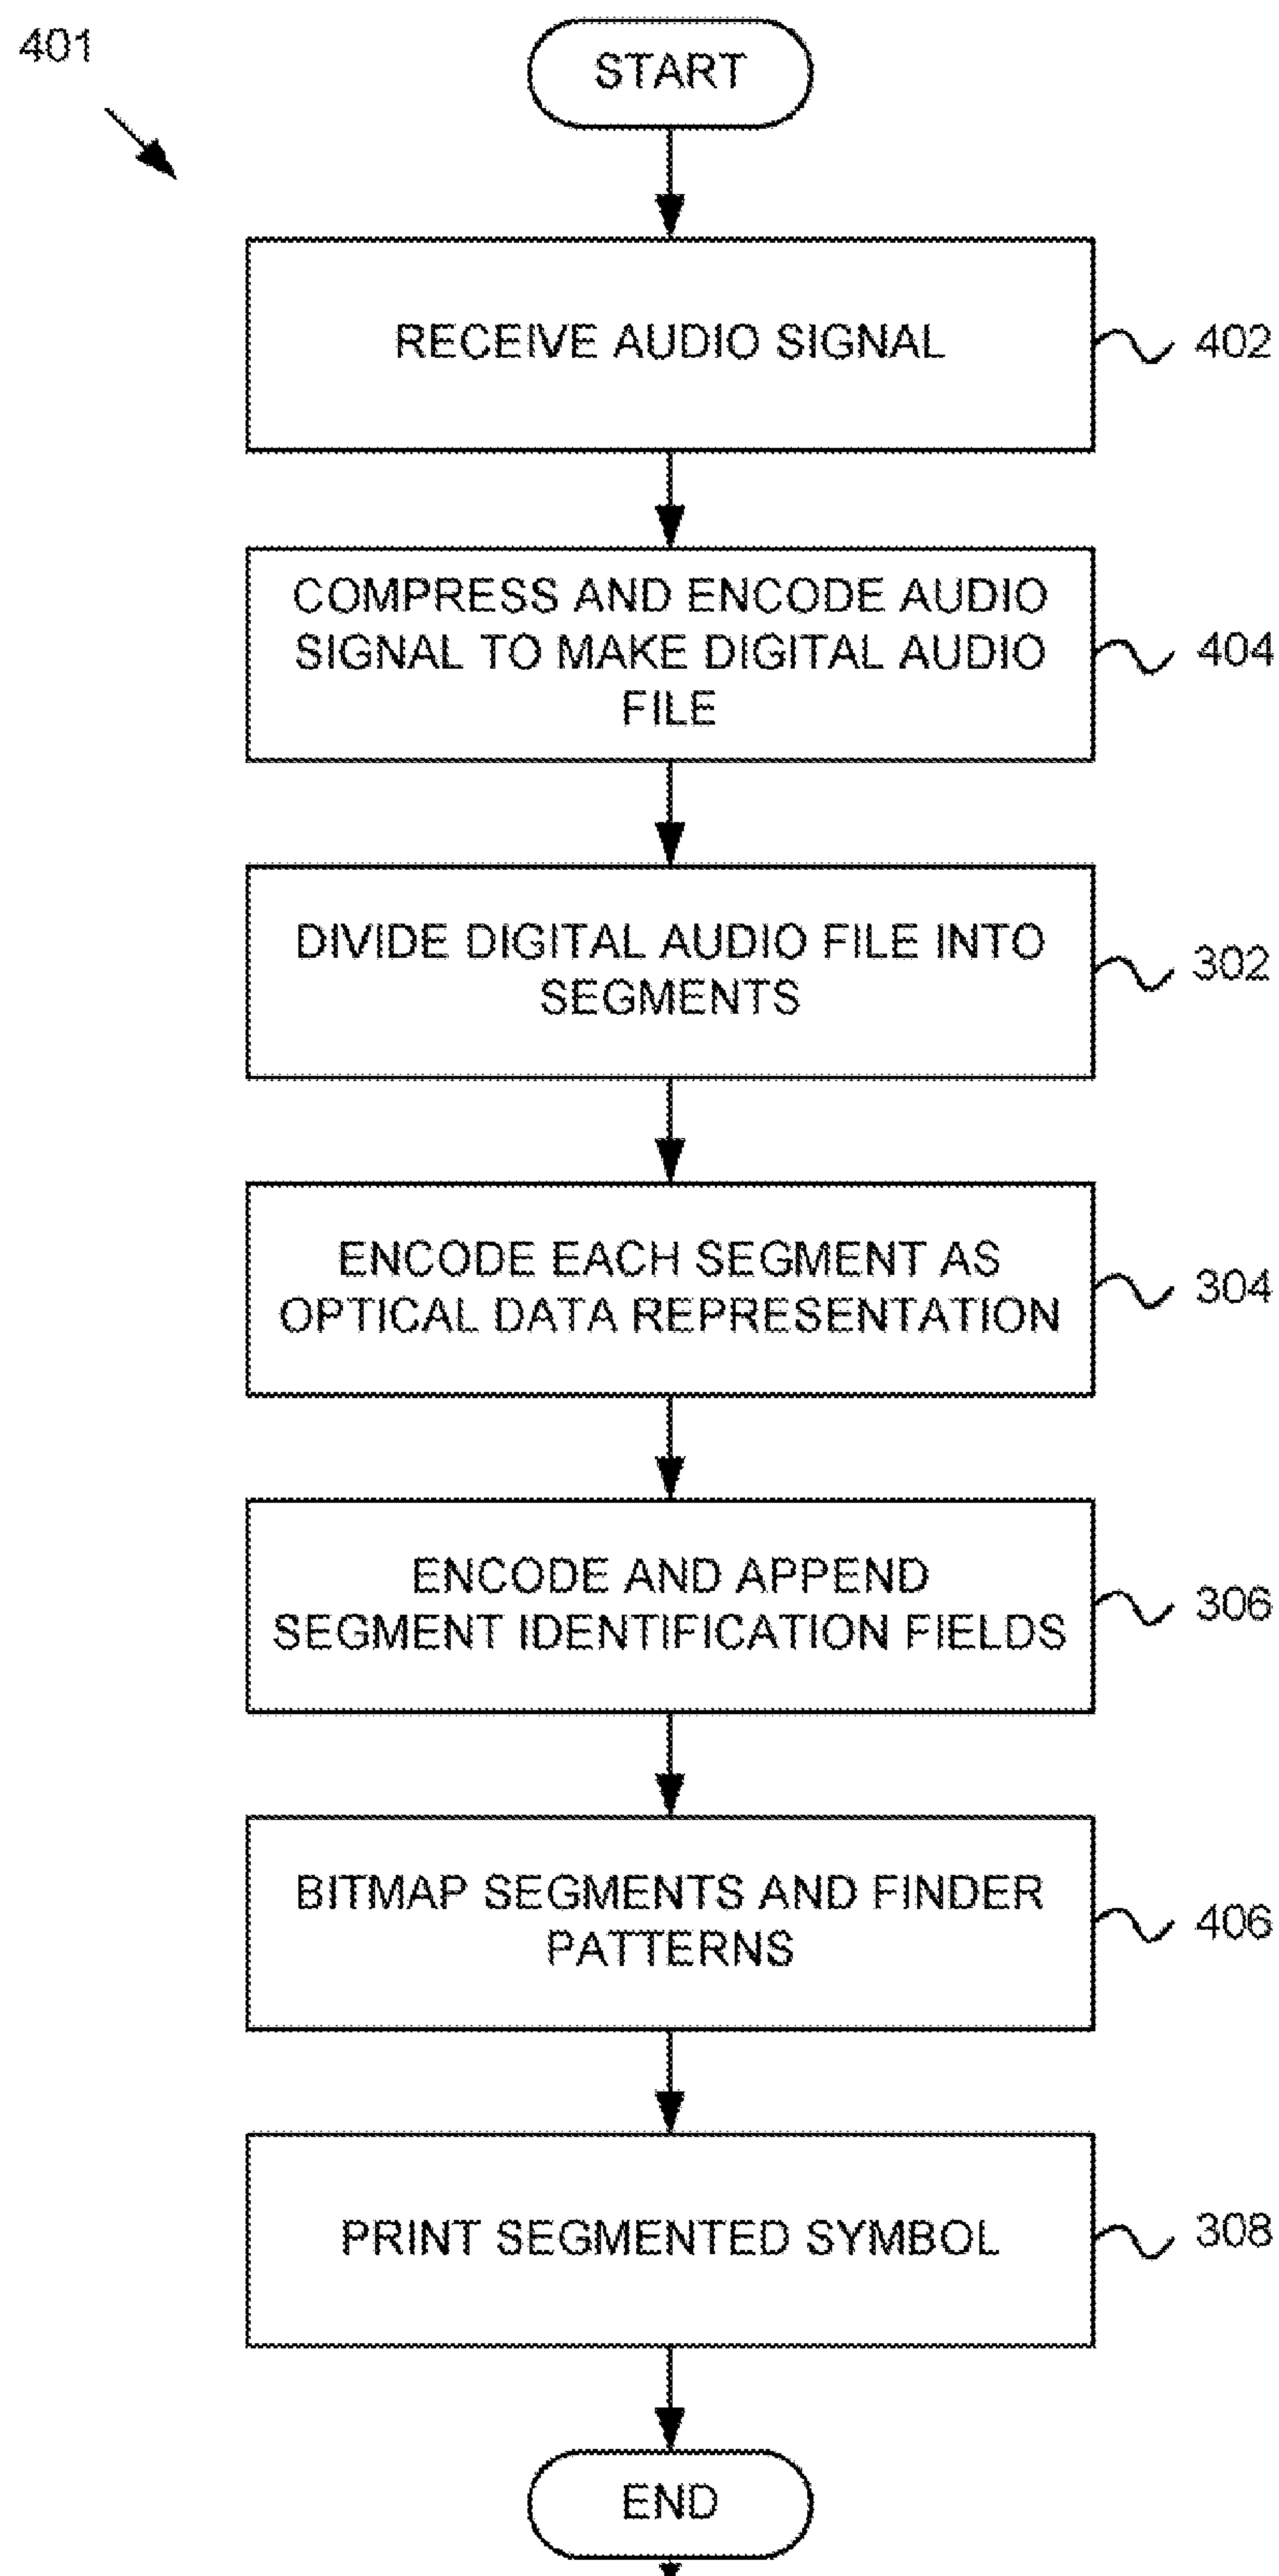 401
START
RECEIVE AUDIO SIGNAL
402
COMPRESS AND ENCODE AUDIO
SIGNAL TO MAKE DIGITAL AUDIO
FILE
404
DIVIDE DIGITAL AUDIO FILE INTO
SEGMENTS
302
ENCODE EACH SEGMENT AS
OPTICAL DATA REPRESENTATION
304
ENCODE AND APPEND
SEGMENT IDENTIFICATION FIELDS
306
BITMAP SEGMENTS AND FINDER
PATTERNS
406
PRINT SEGMENTED SYMBOL
308
END